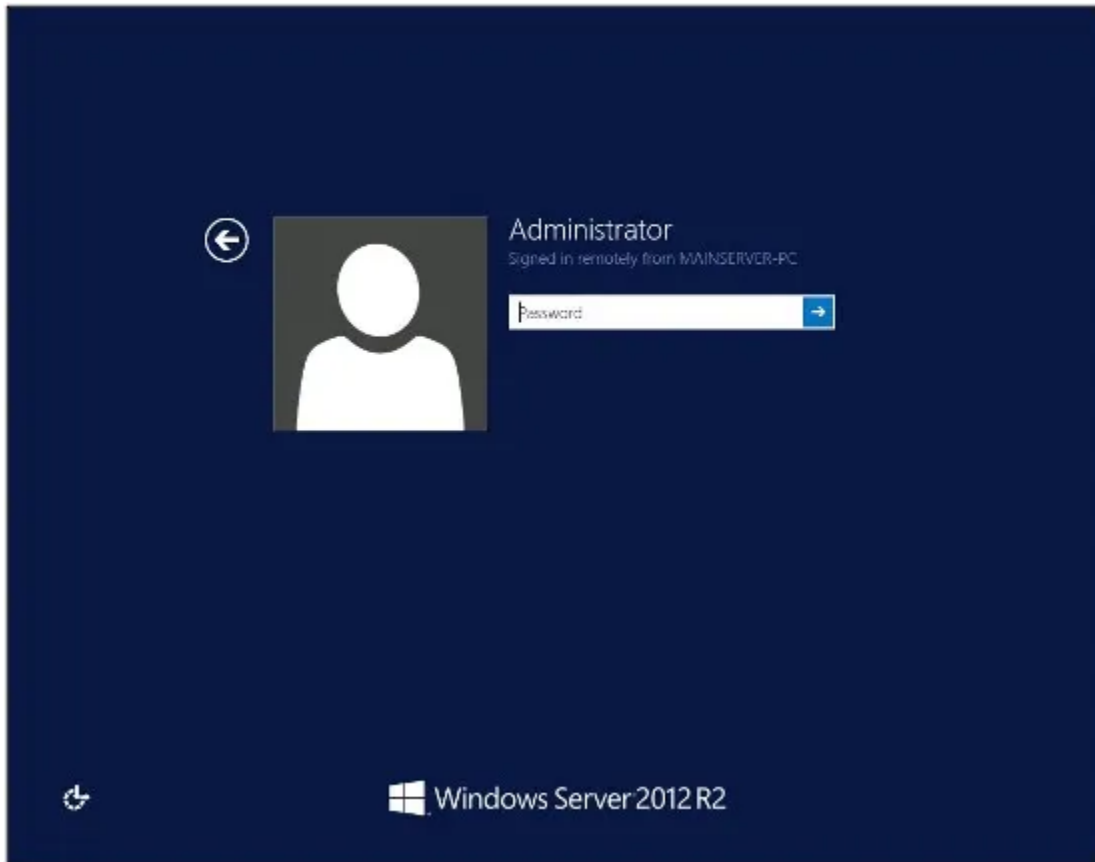 Administrator
Signed in remotely from MAINSERVER-PC
Password
Windows Server 2012 R2